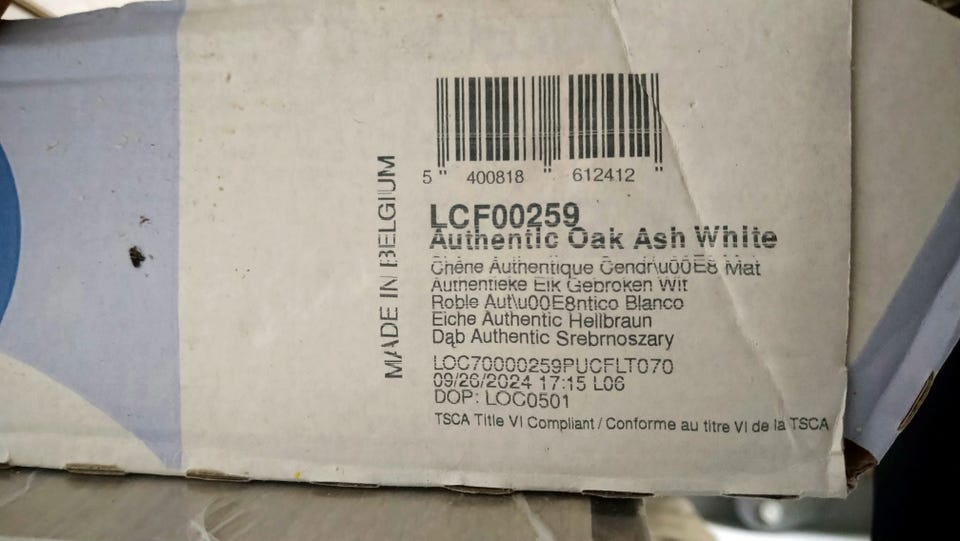 MADE IN BELGIUM
5 400818 612412
LCF00259
Authentic Oak Ash White
Chêne Authentique Cendr\u00E8 Mat
Authentieke Eik Gebroken Wit
Roble Aut\u00E8ntico Blanco
Eiche Authentic Hellbraun
Dąb Authentic Srebrnoszary
LOC70000259PUCFLT070
09/26/2024 17:15 L06
DOP: LOC0501
TSCA Title VI Compliant / Conforme au titre VI de la TSCA